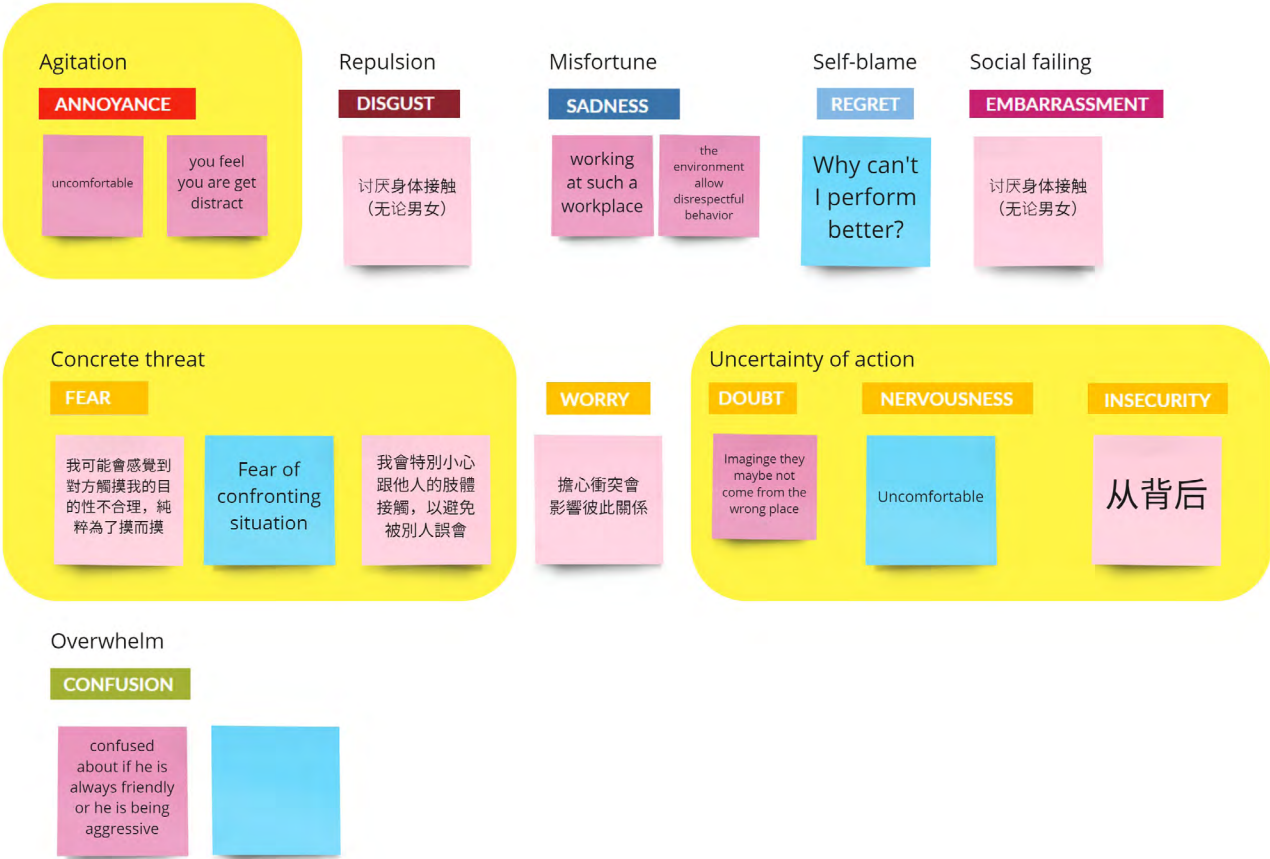 Agitation
ANNOYANCE
uncomfortable
you feel
you are get
distract
Repulsion
DISGUST
讨厌身体接触
（无论男女）
Misfortune
SADNESS
working
at such a
workplace
the
environment
allow
disrespectful
behavior
Self-blame
REGRET
Why can't
I perform
better?
Social failing
EMBARRASSMENT
讨厌身体接触
（无论男女）
Concrete threat
FEAR
我可能會感覺到
對方觸摸我的目
的性不合理，純
粹為了摸而摸
Fear of
confronting
situation
我會特別小心
跟他人的肢體
接觸，以避免
被別人誤會
WORRY
擔心衝突會
影響彼此關係
Uncertainty of action
DOUBT
Imaginge they
maybe not
come from the
wrong place
NERVOUSNESS
Uncomfortable
INSECURITY
从背后
Overwhelm
CONFUSION
confused
about if he is
always friendly
or he is being
aggressive